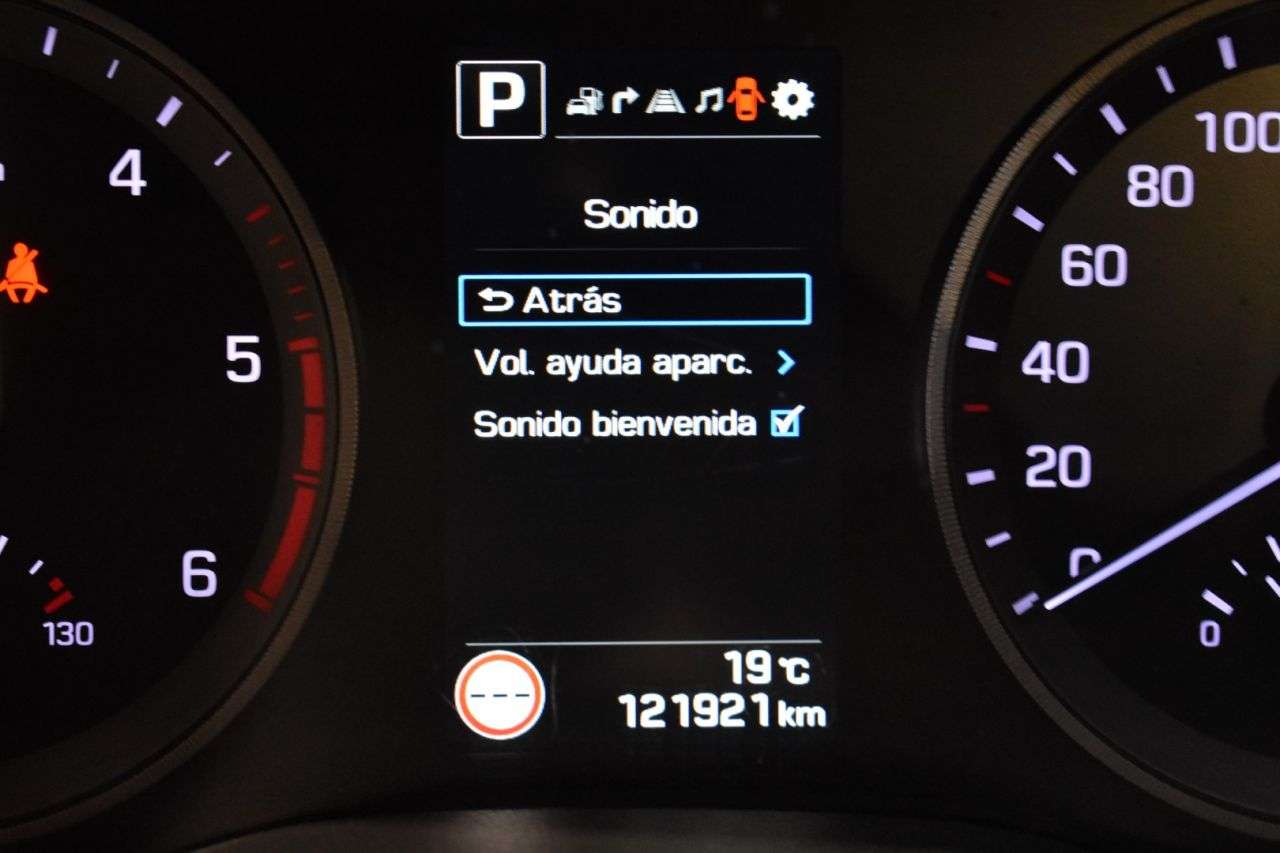 P
Sonido
Atrás
Vol. ayuda aparc.
Sonido bienvenida
19 °C
121921 km
4
5
6
130
100
80
60
40
20
0
0